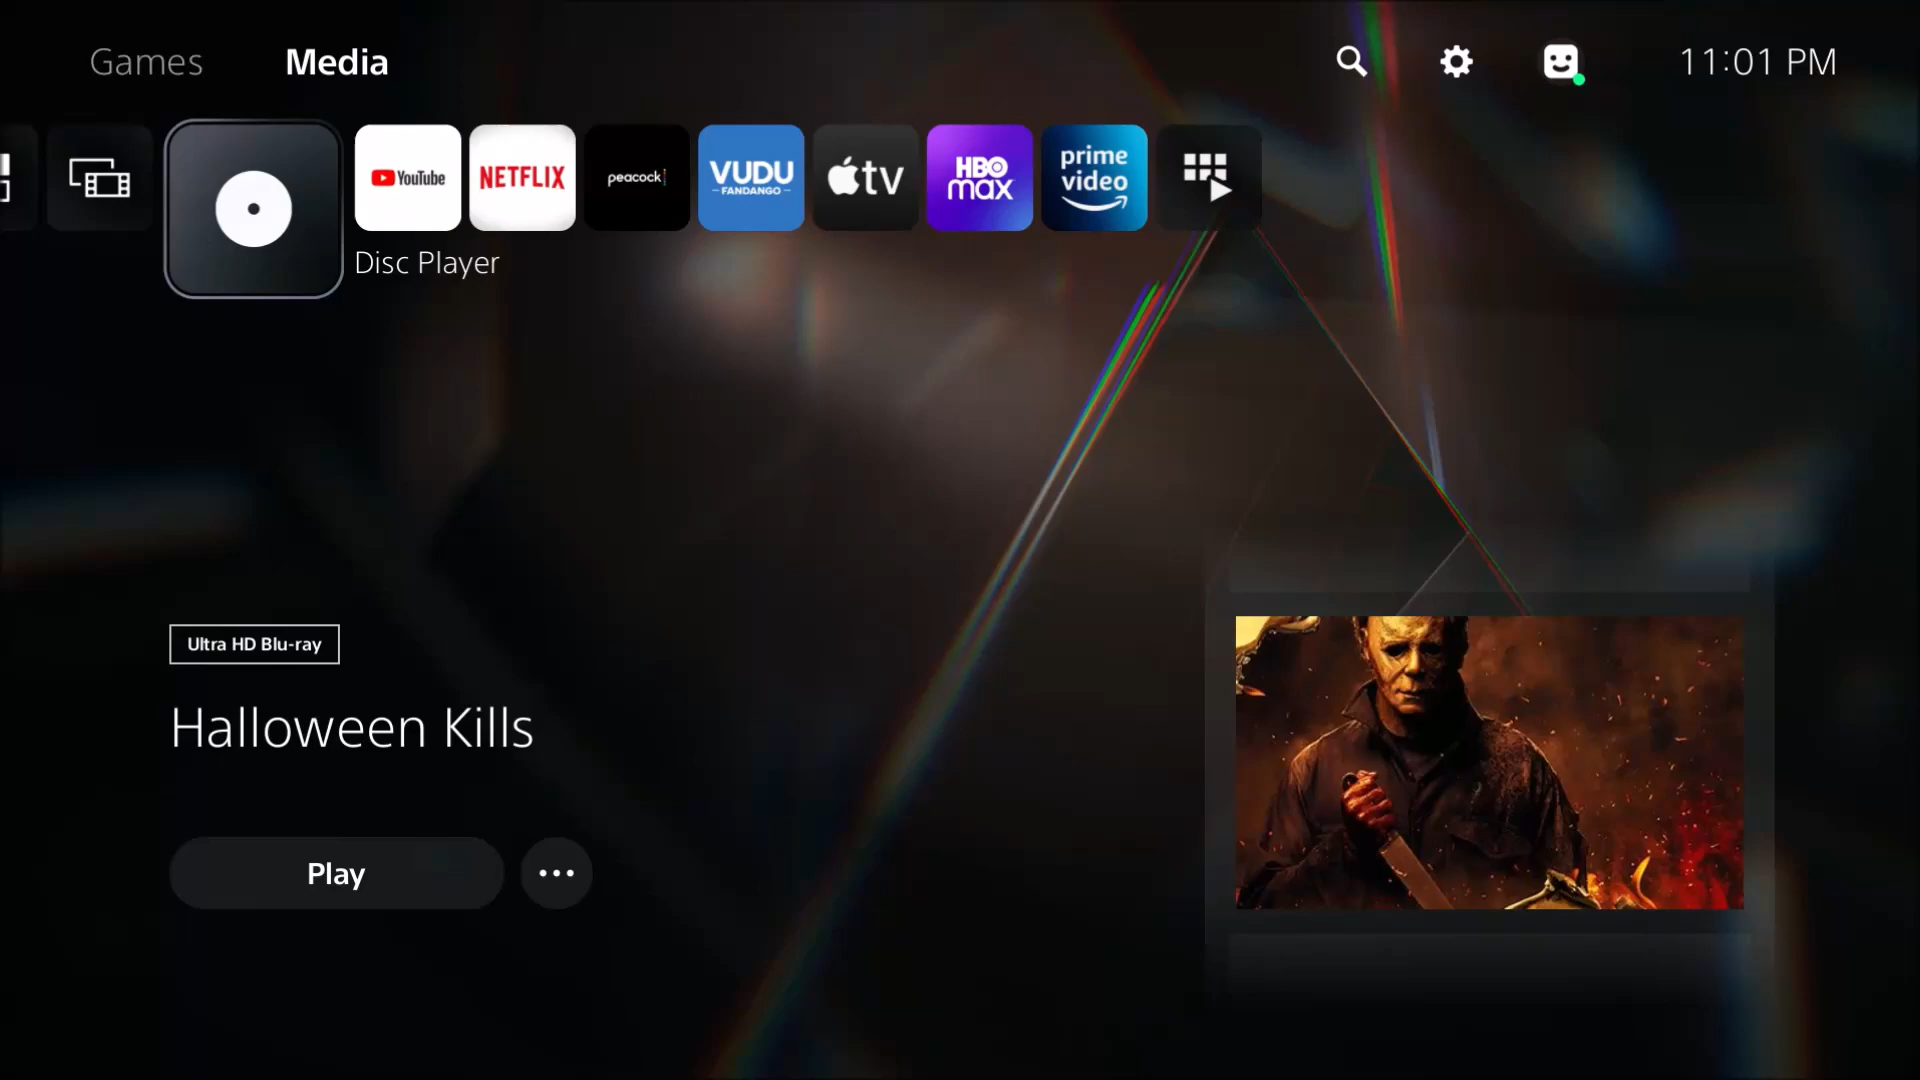 Games
Media
11:01 PM
YouTube
NETFLIX
peacock
VUDU
FANDANGO
tv
HBO
max
prime
video
Disc Player
Ultra HD Blu-ray
Halloween Kills
Play